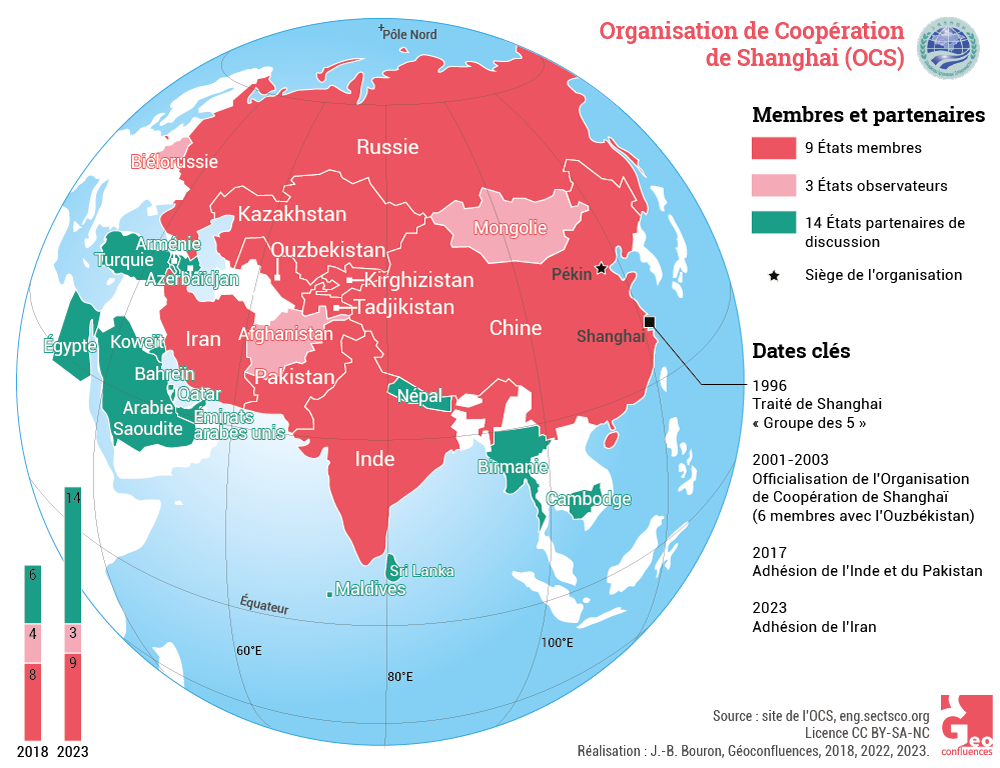 Organisation de Coopération
de Shanghai (OCS)
Membres et partenaires
9 États membres
3 États observateurs
14 États partenaires de
discussion
Siège de l'organisation
Dates clés
1996
Traité de Shanghai
« Groupe des 5 »
2001-2003
Officialisation de l'Organisation
de Coopération de Shanghaï
(6 membres avec l'Ouzbékistan)
2017
Adhésion de l'Inde et du Pakistan
2023
Adhésion de l'Iran
Pôle Nord
Russie
Biélorussie
Kazakhstan
Mongolie
Arménie
Turquie
Azerbaïdjan
Ouzbekistan
Kirghizistan
Tadjikistan
Pékin
Chine
Shanghai
Égypte
Koweit
Iran
Afghanistan
Bahreïn
Pakistan
Qatar
Népal
Arabie
Saoudite
Émirats
arabes unis
Inde
Birmanie
Cambodge
Sri Lanka
Maldives
Équateur
60°E
80°E
100°E
14
6
4
3
8
9
2018
2023
Source : site de l'OCS, eng.sectsco.org
Licence CC BY-SA-NC
Réalisation : J.-B. Bouron, Géoconfluences, 2018, 2022, 2023.
Geo
confluences